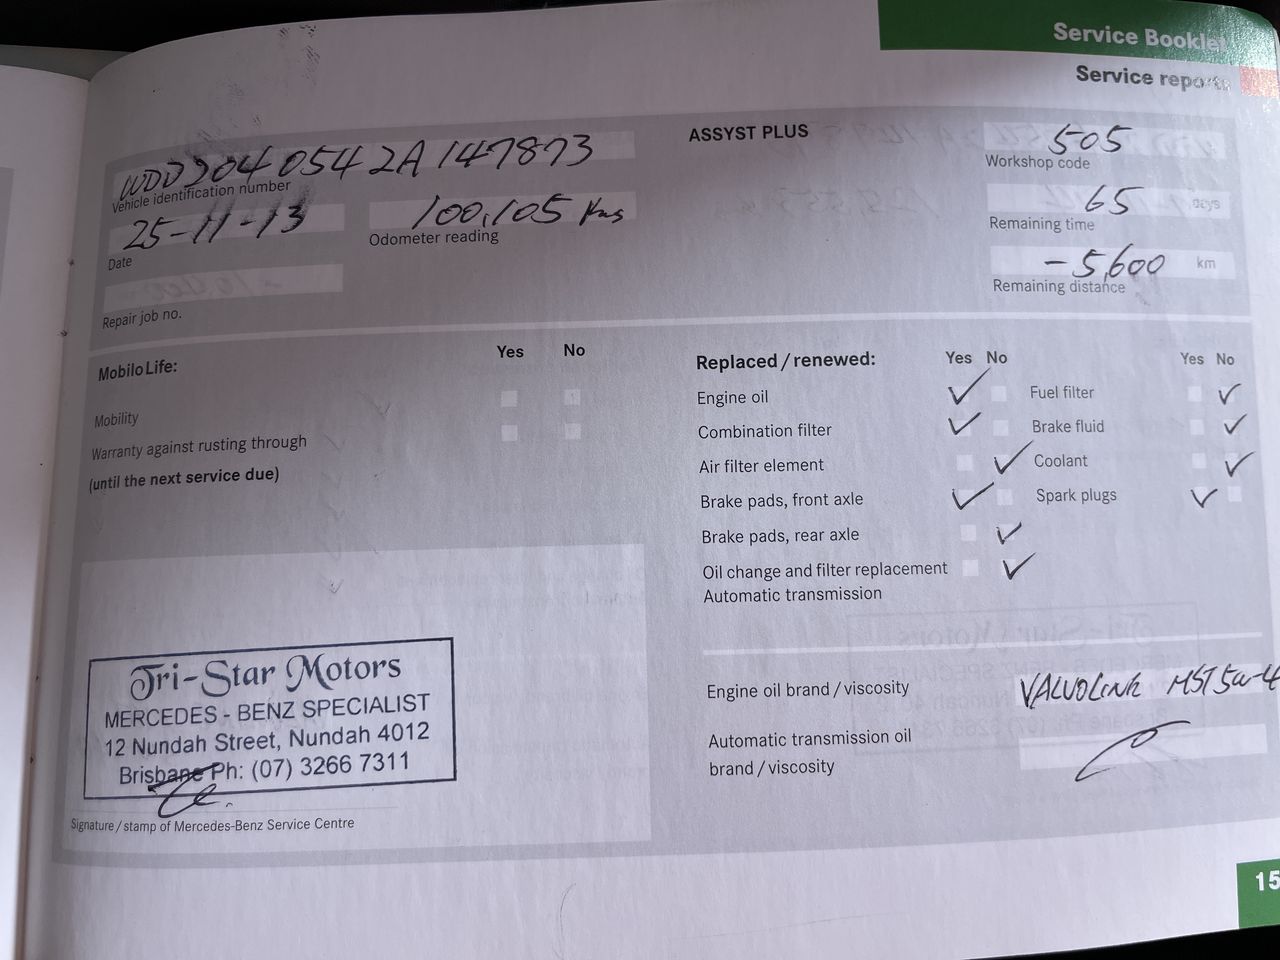 Service Booklet
Service reports
WDD204 054 2A 147873
Vehicle identification number
25-11-13
Date
100,105 kms
Odometer reading
Repair job no.
ASSYST PLUS
505
Workshop code
65 days
Remaining time
-5,600 km
Remaining distance
Yes No
MobiloLife:
Mobility
Warranty against rusting through
(until the next service due)
Replaced / renewed: Yes No Yes No
Engine oil ✓ Fuel filter ✓
Combination filter ✓ Brake fluid ✓
Air filter element ✓ Coolant ✓
Brake pads, front axle ✓ Spark plugs ✓
Brake pads, rear axle ✓
Oil change and filter replacement ✓
Automatic transmission
Engine oil brand / viscosity VALVOLINE MST 5w-4
Automatic transmission oil
brand / viscosity
Tri-Star Motors
MERCEDES - BENZ SPECIALIST
12 Nundah Street, Nundah 4012
Brisbane Ph: (07) 3266 7311
Signature / stamp of Mercedes-Benz Service Centre
15